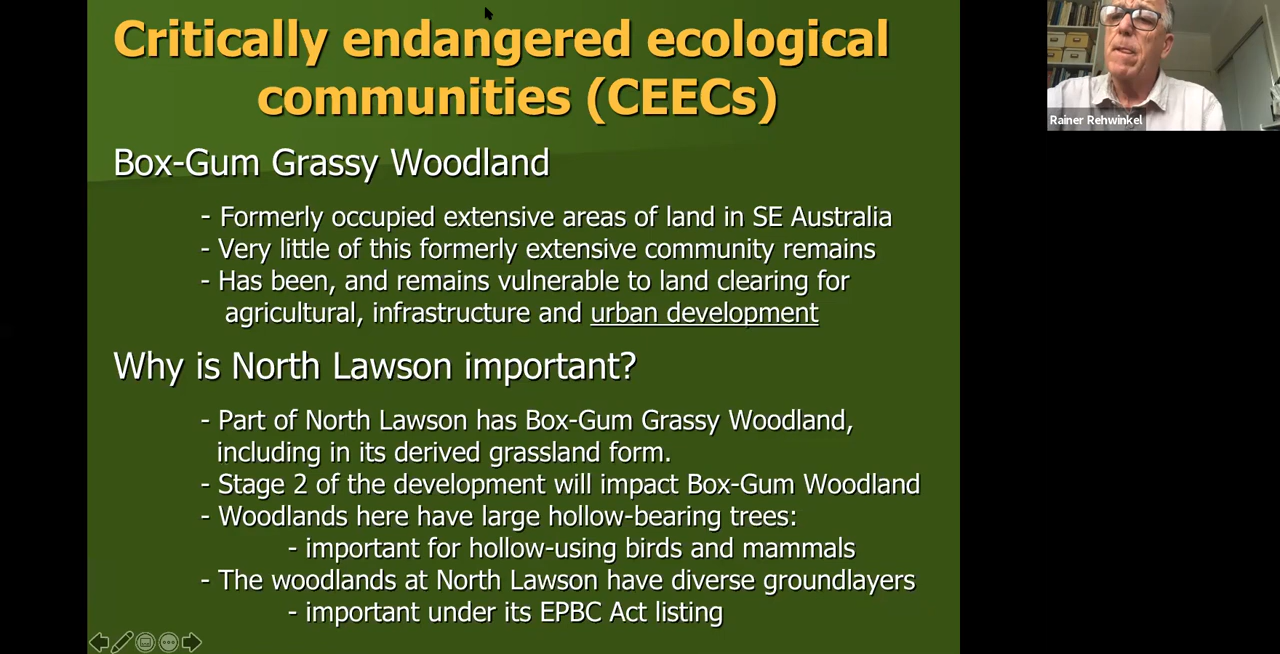 Critically endangered ecological
communities (CEECs)
Box-Gum Grassy Woodland
- Formerly occupied extensive areas of land in SE Australia
- Very little of this formerly extensive community remains
- Has been, and remains vulnerable to land clearing for
agricultural, infrastructure and urban development
Why is North Lawson important?
- Part of North Lawson has Box-Gum Grassy Woodland,
including in its derived grassland form.
- Stage 2 of the development will impact Box-Gum Woodland
- Woodlands here have large hollow-bearing trees:
- important for hollow-using birds and mammals
- The woodlands at North Lawson have diverse groundlayers
- important under its EPBC Act listing
Rainer Rehwinkel